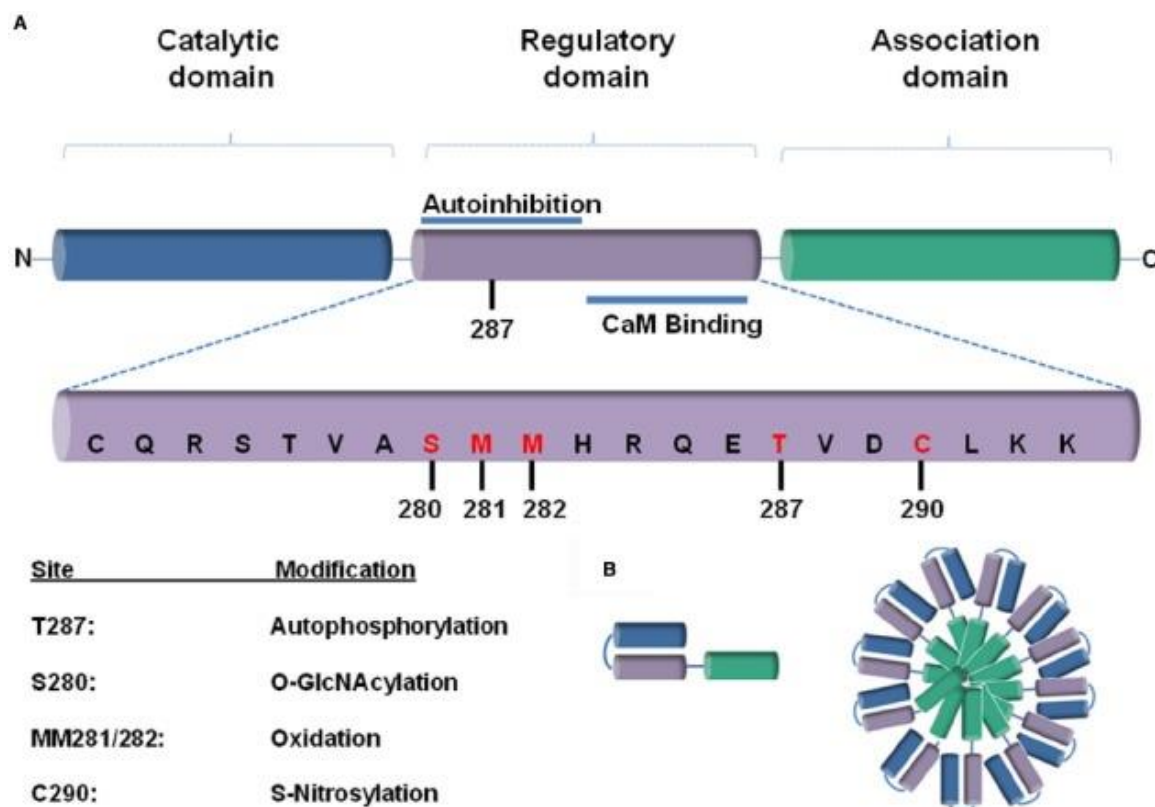 A
Catalytic domain
Regulatory domain
Association domain
Autoinhibition
N
C
287
CaM Binding
C Q R S T V A S M M H R Q E T V D C L K K
280 281 282 287 290
Site Modification
T287: Autophosphorylation
S280: O-GlcNAcylation
MM281/282: Oxidation
C290: S-Nitrosylation
B